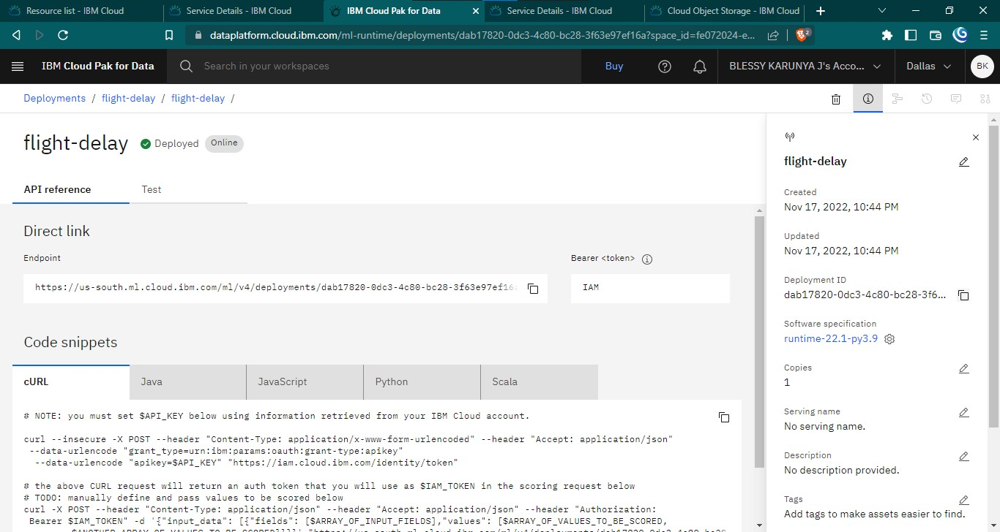 Resource list - IBM Cloud
Service Details - IBM Cloud
IBM Cloud Pak for Data
Service Details - IBM Cloud
Cloud Object Storage - IBM Cloud
dataplatform.cloud.ibm.com/ml-runtime/deployments/dab17820-0dc3-4c80-bc28-3f63e97ef16a?space_id=fe072024-e...
2
IBM Cloud Pak for Data
Search in your workspaces
Buy
BLESSY KARUNYA J's Acco...
Dallas
BK
Deployments / flight-delay / flight-delay /
flight-delay
Deployed
Online
API reference
Test
Direct link
Endpoint
Bearer <token>
https://us-south.ml.cloud.ibm.com/ml/v4/deployments/dab17820-0dc3-4c80-bc28-3f63e97ef16
IAM
Code snippets
cURL
Java
JavaScript
Python
Scala
# NOTE: you must set $API_KEY below using information retrieved from your IBM Cloud account.
curl --insecure -X POST --header "Content-Type: application/x-www-form-urlencoded" --header "Accept: application/json"
--data-urlencode "grant_type=urn:ibm:params:oauth:grant-type:apikey"
--data-urlencode "apikey=$API_KEY" "https://iam.cloud.ibm.com/identity/token"
# the above CURL request will return an auth token that you will use as $IAM_TOKEN in the scoring request below
# TODO: manually define and pass values to be scored below
curl -X POST --header "Content-Type: application/json" --header "Accept: application/json" --header "Authorization:
Bearer $IAM_TOKEN" -d '{"input_data": [{"fields": [$ARRAY_OF_INPUT_FIELDS],"values": [$ARRAY_OF_VALUES_TO_BE_SCORED,
flight-delay
Created
Nov 17, 2022, 10:44 PM
Updated
Nov 17, 2022, 10:44 PM
Deployment ID
dab17820-0dc3-4c80-bc28-3f6...
Software specification
runtime-22.1-py3.9
Copies
1
Serving name
No serving name.
Description
No description provided.
Tags
Add tags to make assets easier to find.